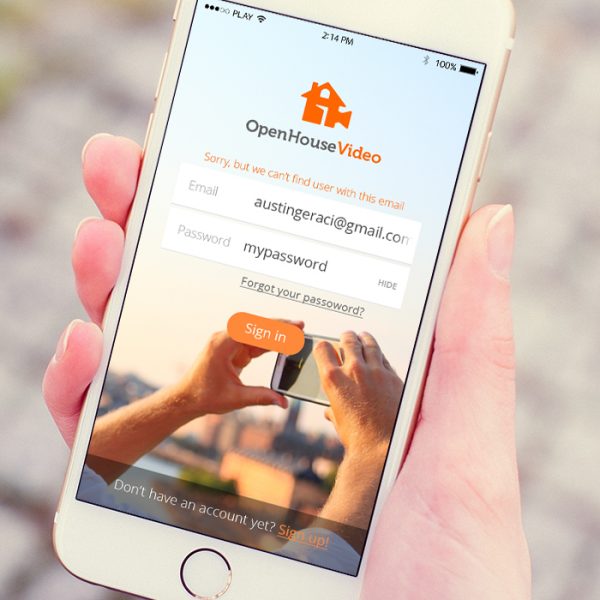 PLAY
2:14 PM
100%
OpenHouseVideo
Sorry, but we can't find user with this email
Email austingeraci@gmail.com
Password mypassword HIDE
Forgot your passoword?
Sign in
Don't have an account yet? Sign up!